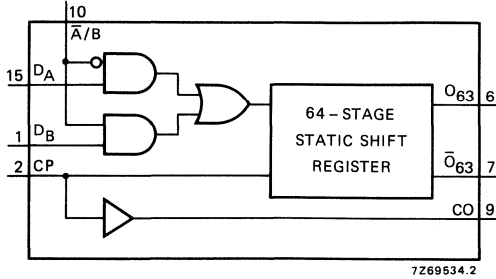 10
A̅/B
15 DA
1 DB
2 CP
64-STAGE
STATIC SHIFT
REGISTER
O63 6
O̅63 7
CO 9
7Z69534.2